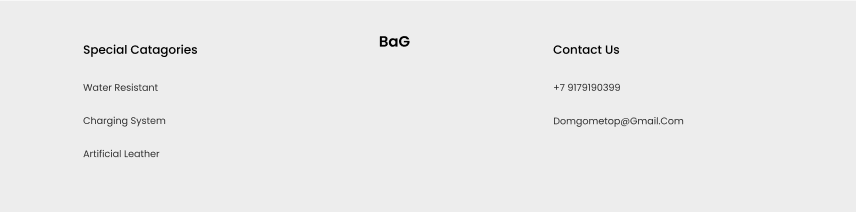 Special Catagories
Water Resistant
Charging System
Artificial Leather
BaG
Contact Us
+7 9179190399
Domgometop@Gmail.Com